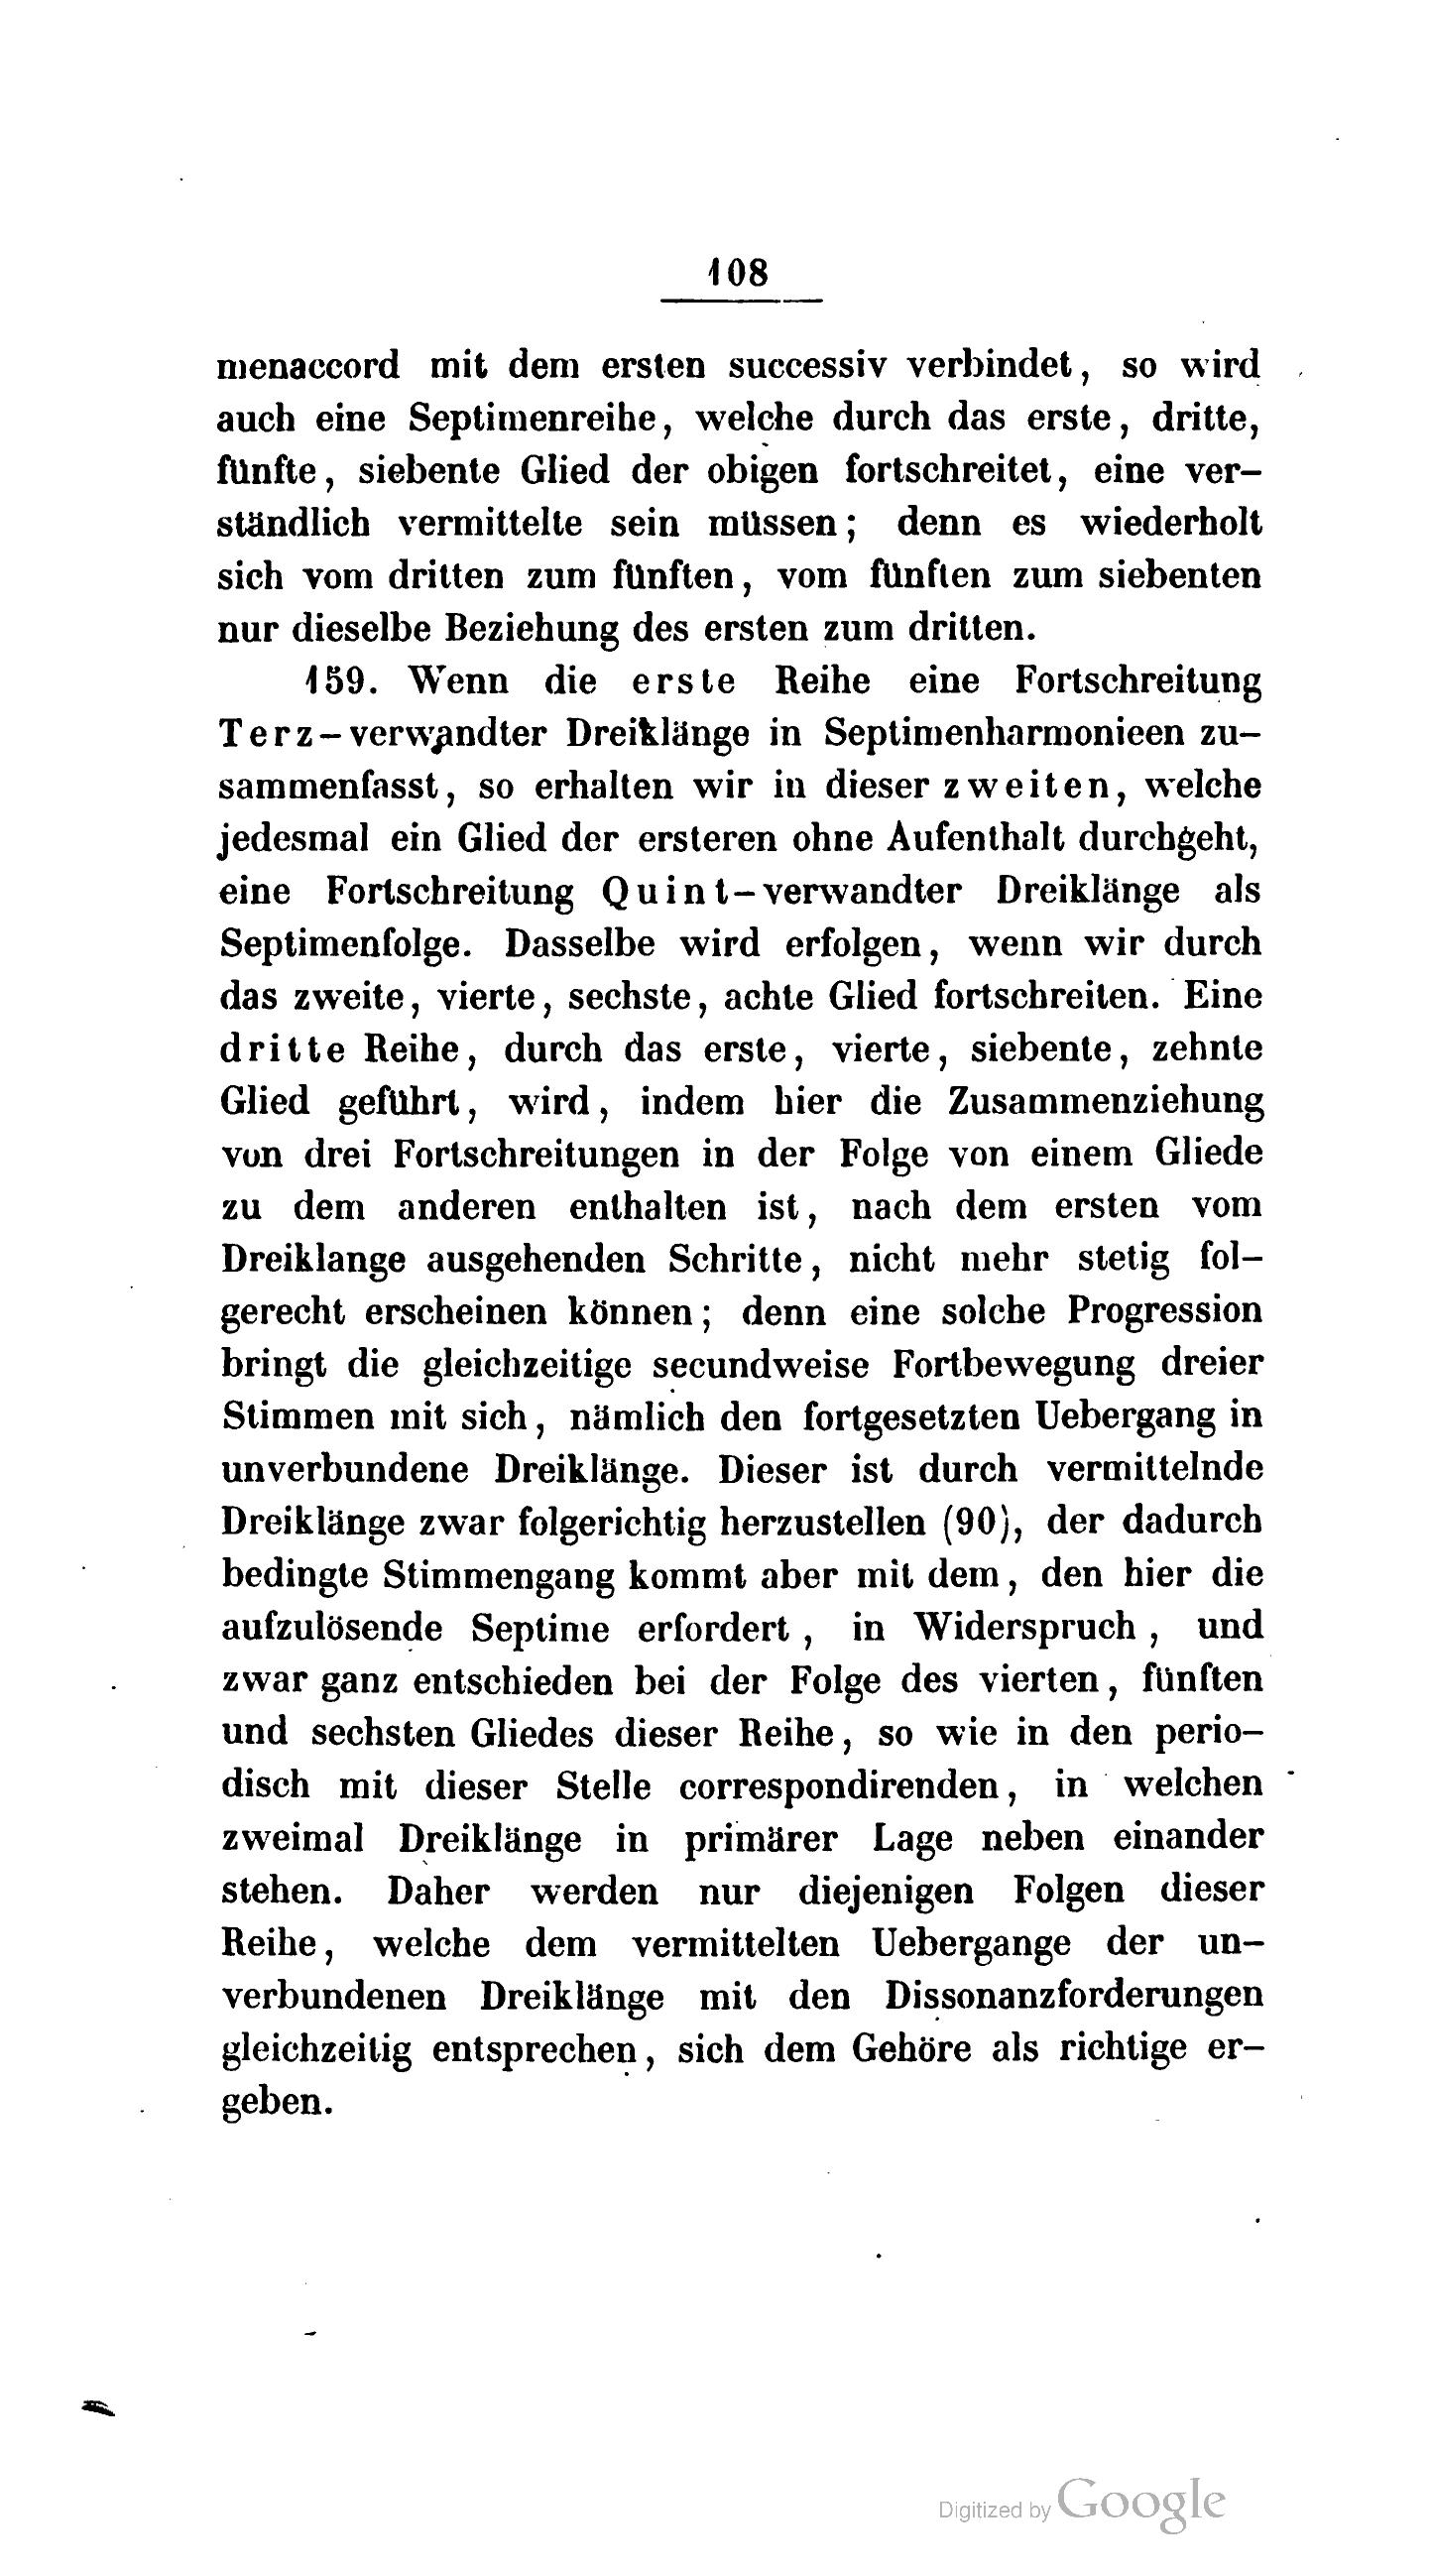 108
menaccord mit dem ersten successiv verbindet, so wird
auch eine Septimenreihe, welche durch das erste, dritte,
fünfte, siebente Glied der obigen fortschreitet, eine ver-
ständlich vermittelte sein müssen; denn es wiederholt
sich vom dritten zum fünften, vom fünften zum siebenten
nur dieselbe Beziehung des ersten zum dritten.
159. Wenn die erste Reihe eine Fortschreitung
Terz-verwandter Dreiklänge in Septimenharmonieen zu-
sammenfasst, so erhalten wir in dieser zweiten, welche
jedesmal ein Glied der ersteren ohne Aufenthalt durchgeht,
eine Fortschreitung Quint-verwandter Dreiklänge als
Septimenfolge. Dasselbe wird erfolgen, wenn wir durch
das zweite, vierte, sechste, achte Glied fortschreiten. Eine
dritte Reihe, durch das erste, vierte, siebente, zehnte
Glied geführt, wird, indem hier die Zusammenziehung
von drei Fortschreitungen in der Folge von einem Gliede
zu dem anderen enthalten ist, nach dem ersten vom
Dreiklange ausgehenden Schritte, nicht mehr stetig fol-
gerecht erscheinen können; denn eine solche Progression
bringt die gleichzeitige secundweise Fortbewegung dreier
Stimmen mit sich, nämlich den fortgesetzten Uebergang in
unverbundene Dreiklänge. Dieser ist durch vermittelnde
Dreiklänge zwar folgerichtig herzustellen (90), der dadurch
bedingte Stimmengang kommt aber mit dem, den hier die
aufzulösende Septime erfordert, in Widerspruch, und
zwar ganz entschieden bei der Folge des vierten, fünften
und sechsten Gliedes dieser Reihe, so wie in den perio-
disch mit dieser Stelle correspondirenden, in welchen
zweimal Dreiklänge in primärer Lage neben einander
stehen. Daher werden nur diejenigen Folgen dieser
Reihe, welche dem vermittelten Uebergange der un-
verbundenen Dreiklänge mit den Dissonanzforderungen
gleichzeitig entsprechen, sich dem Gehöre als richtige er-
geben.
Digitized by Google